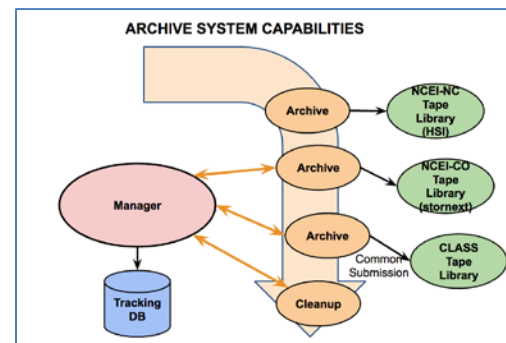 ARCHIVE SYSTEM CAPABILITIES
Archive
NCEI-NC
Tape
Library
(HSI)
Archive
NCEI-CO
Tape
Library
(stornext)
Manager
Archive
Common
Submission
CLASS
Tape
Library
Tracking
DB
Cleanup